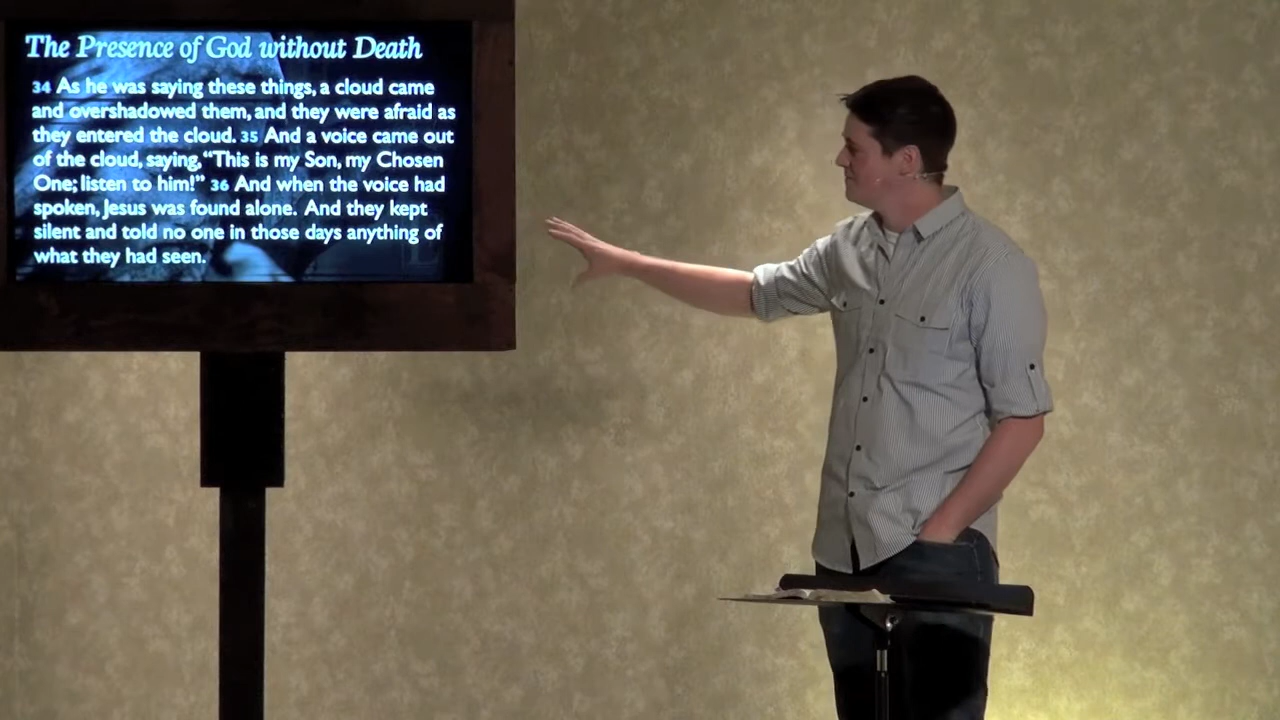 The Presence of God without Death
34 As he was saying these things, a cloud came
and overshadowed them, and they were afraid as
they entered the cloud. 35 And a voice came out
of the cloud, saying, “This is my Son, my Chosen
One; listen to him!” 36 And when the voice had
spoken, Jesus was found alone. And they kept
silent and told no one in those days anything of
what they had seen.